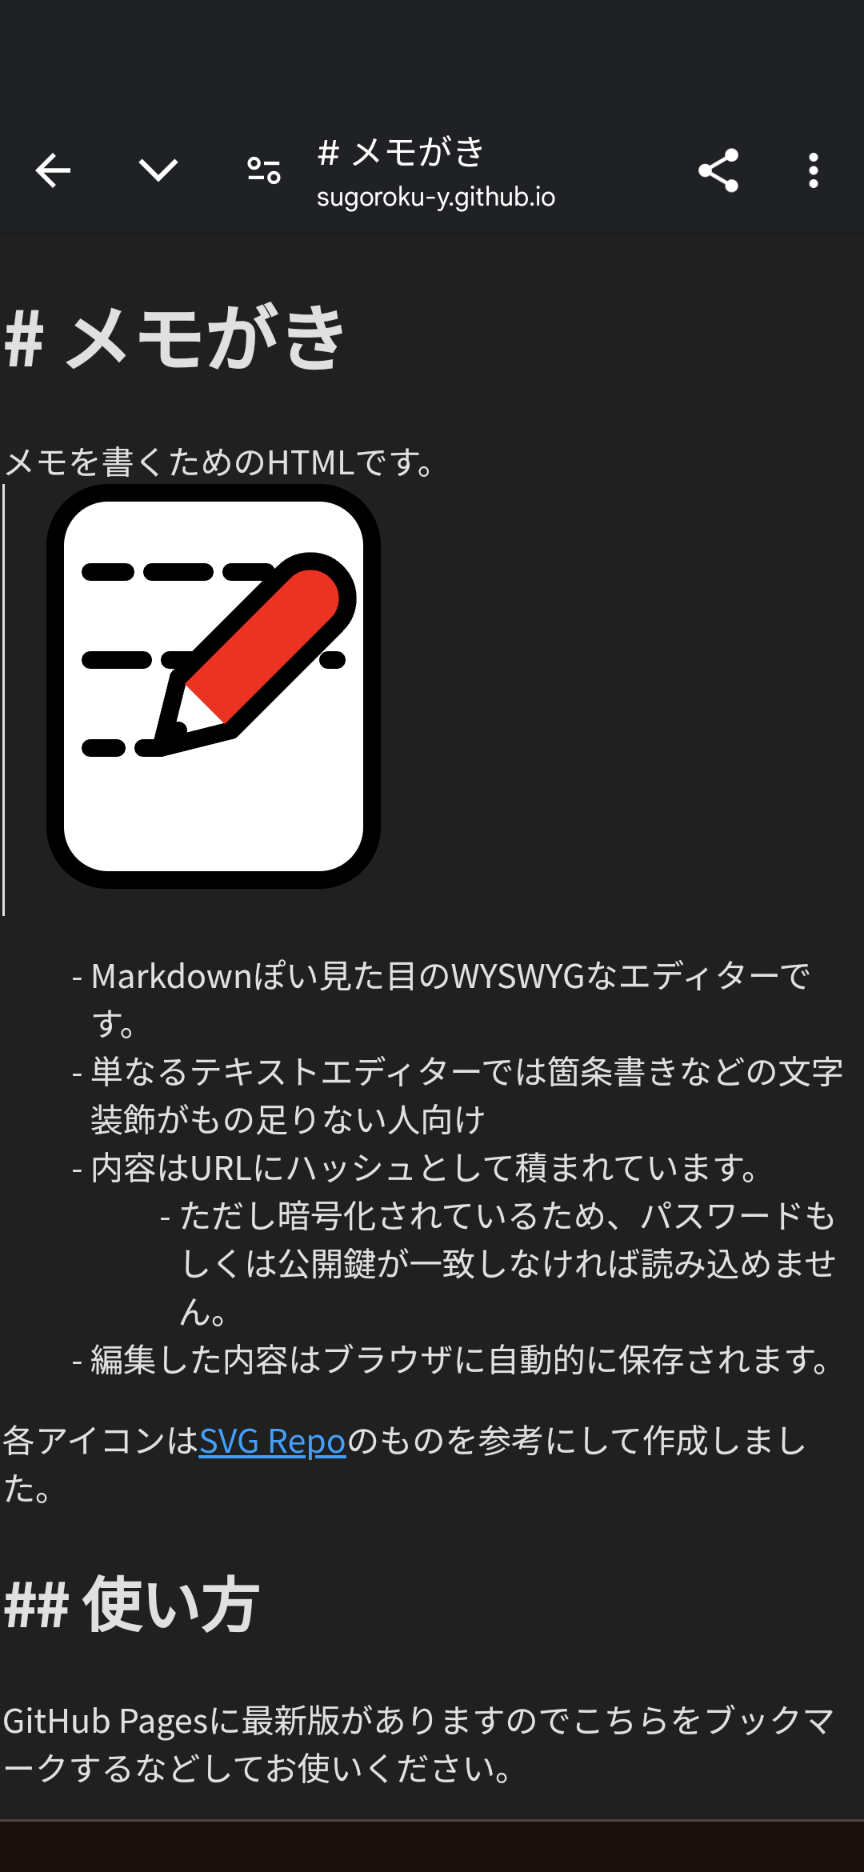 # メモがき
sugoroku-y.github.io
# メモがき
メモを書くためのHTMLです。
- Markdownぽい見た目のWYSWYGなエディターで
す。
- 単なるテキストエディターでは箇条書きなどの文字
装飾がもの足りない人向け
- 内容はURLにハッシュとして積まれています。
- ただし暗号化されているため、パスワードも
しくは公開鍵が一致しなければ読み込めませ
ん。
- 編集した内容はブラウザに自動的に保存されます。
各アイコンはSVG Repoのものを参考にして作成しまし
た。
## 使い方
GitHub Pagesに最新版がありますのでこちらをブックマ
ークするなどしてお使いください。